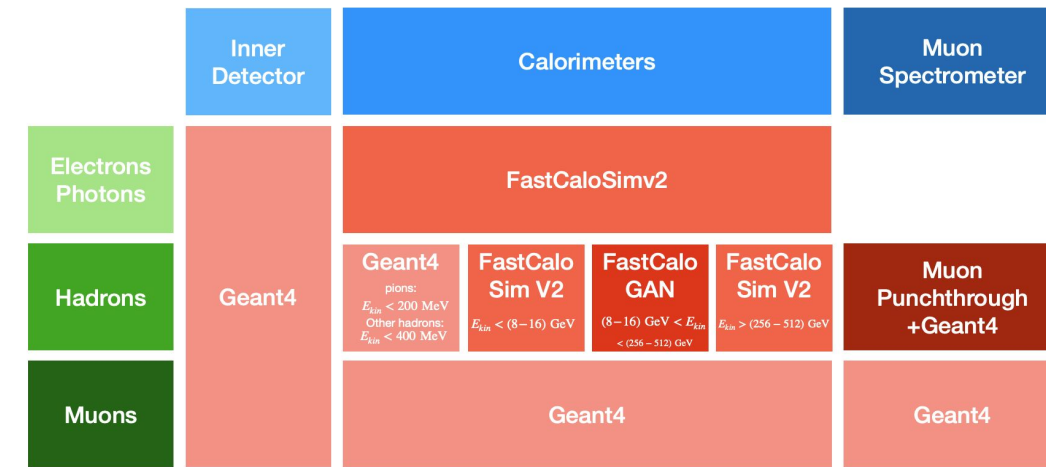 Inner
Detector
Calorimeters
Muon
Spectrometer
Electrons
Photons
FastCaloSimv2
Hadrons
Geant4
Geant4
pions:
E_kin < 200 MeV
Other hadrons:
E_kin < 400 MeV
FastCalo
Sim V2
E_kin < (8−16) GeV
FastCalo
GAN
(8−16) GeV < E_kin
< (256 − 512) GeV
FastCalo
Sim V2
E_kin > (256 − 512) GeV
Muon
Punchthrough
+Geant4
Muons
Geant4
Geant4